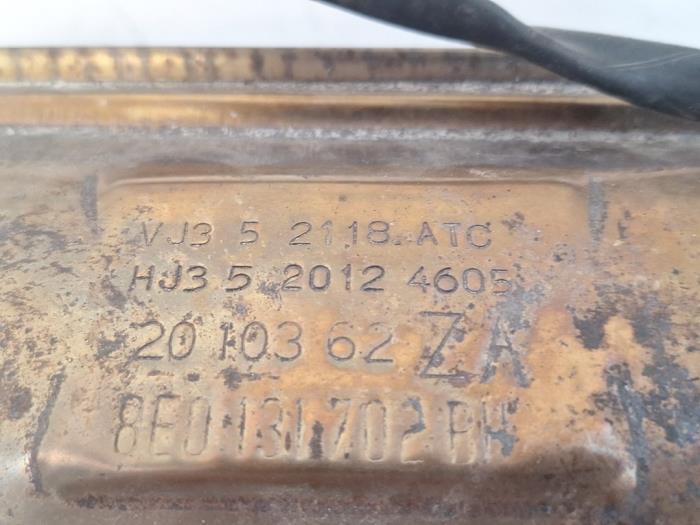 VJ3 5 2118 ATC
HJ3 5 2012 4605
20 103 62 ZA
8E0 131 702 BH